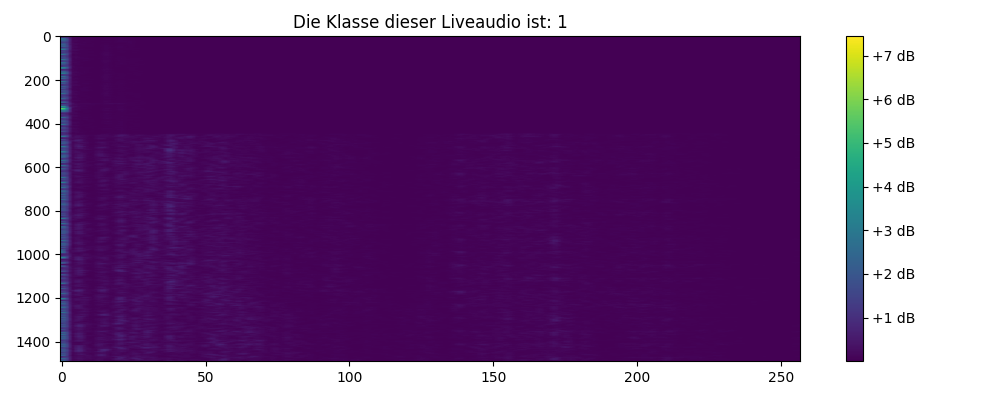 Die Klasse dieser Liveaudio ist: 1
0
200
400
600
800
1000
1200
1400
0
50
100
150
200
250
+7 dB
+6 dB
+5 dB
+4 dB
+3 dB
+2 dB
+1 dB